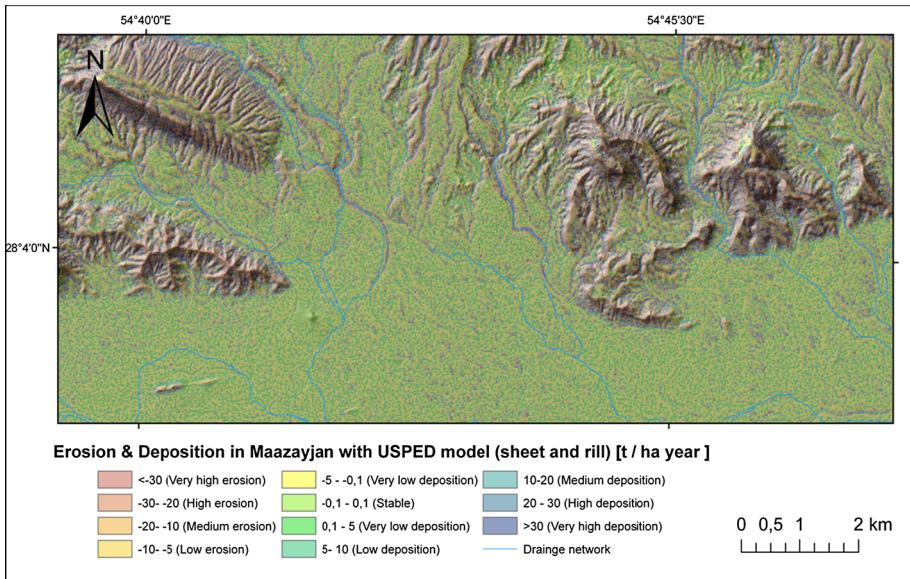 54°40'0"E 54°45'30"E
N
28°4'0"N
Erosion & Deposition in Maazayjan with USPED model (sheet and rill) [t / ha year ]
<-30 (Very high erosion) -5 - -0,1 (Very low deposition) 10-20 (Medium deposition)
-30- -20 (High erosion) -0,1 - 0,1 (Stable) 20 - 30 (High deposition)
-20- -10 (Medium erosion) 0,1 - 5 (Very low deposition) >30 (Very high deposition)
-10- -5 (Low erosion) 5- 10 (Low deposition) Drainge network
0 0,5 1 2 km